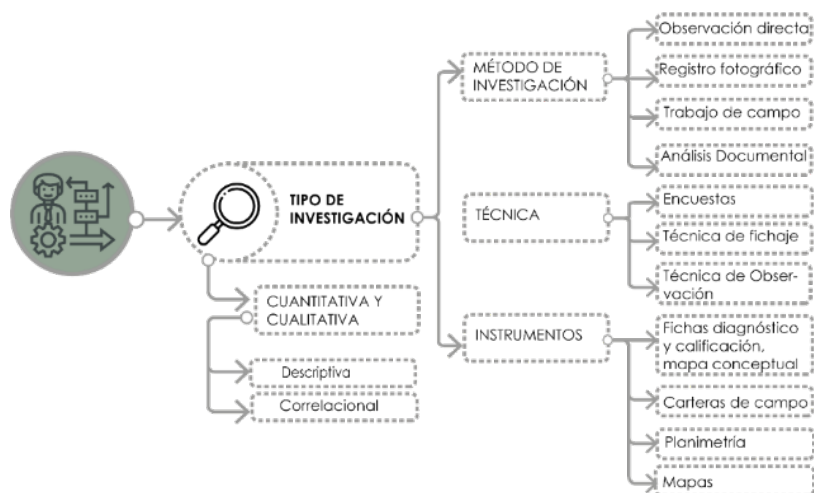 TIPO DE
INVESTIGACIÓN
CUANTITATIVA Y
CUALITATIVA
Descriptiva
Correlacional
MÉTODO DE
INVESTIGACIÓN
Observación directa
Registro fotográfico
Trabajo de campo
Análisis Documental
TÉCNICA
Encuestas
Técnica de fichaje
Técnica de Obser-
vación
INSTRUMENTOS
Fichas diagnóstico
y calificación,
mapa conceptual
Carteras de campo
Planimetría
Mapas